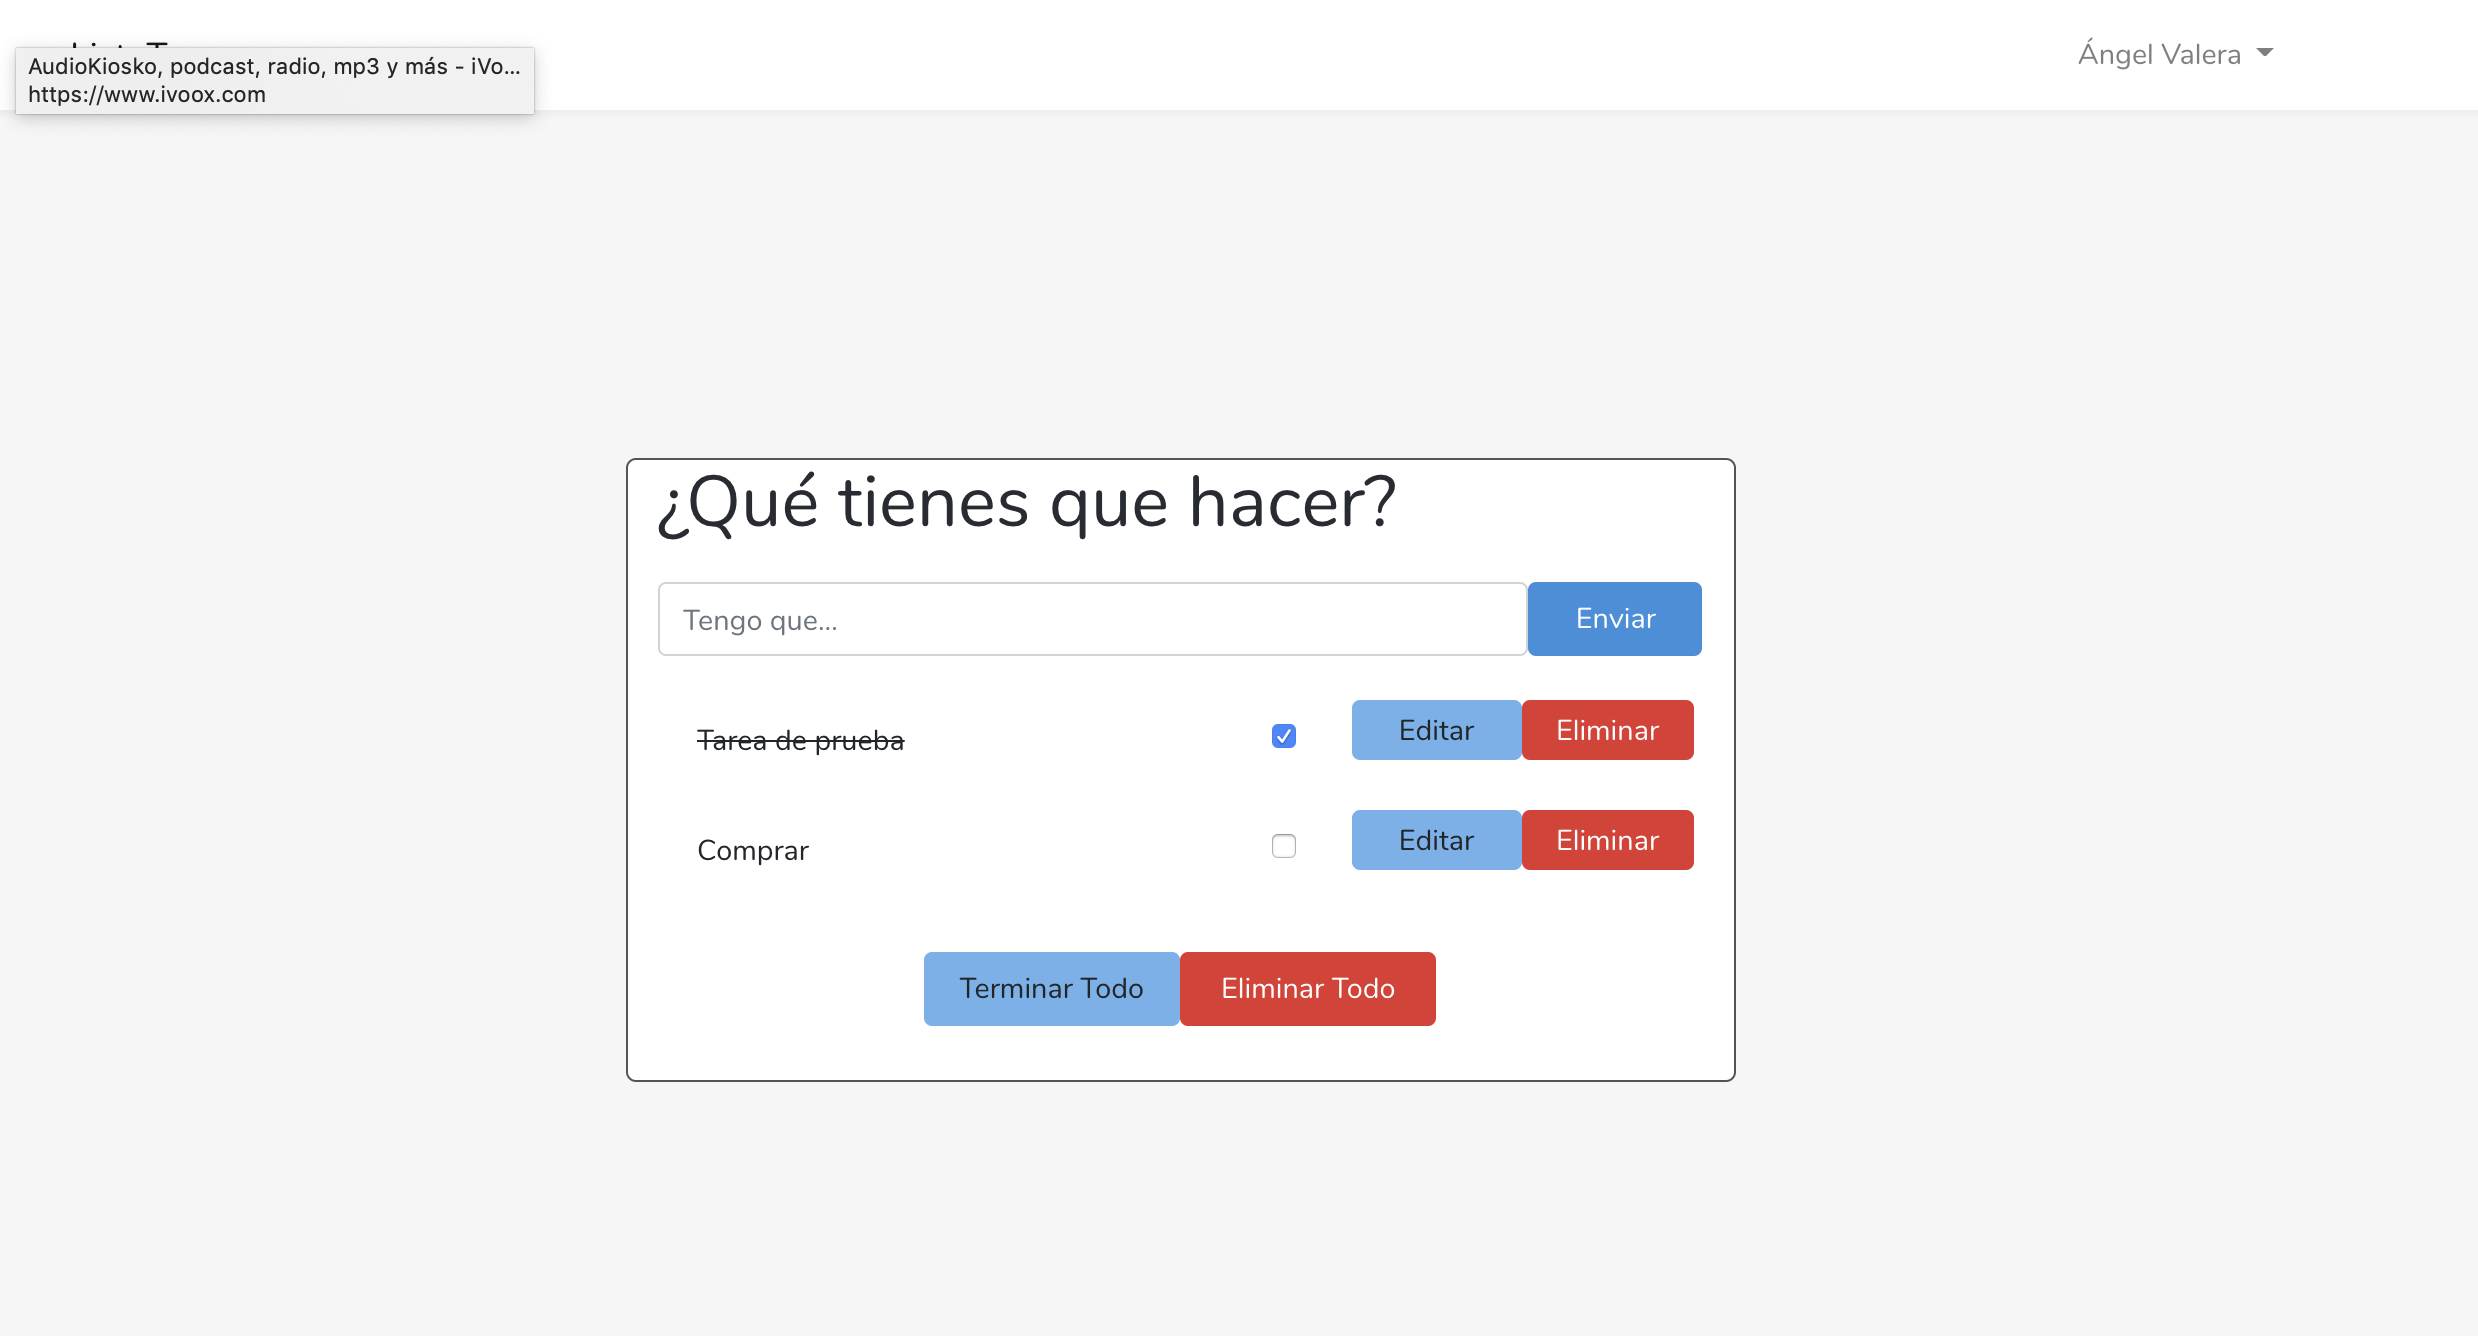 AudioKiosko, podcast, radio, mp3 y más - iVo...
https://www.ivoox.com
Ángel Valera
¿Qué tienes que hacer?
Tengo que...
Enviar
Tarea de prueba
Editar
Eliminar
Comprar
Editar
Eliminar
Terminar Todo
Eliminar Todo